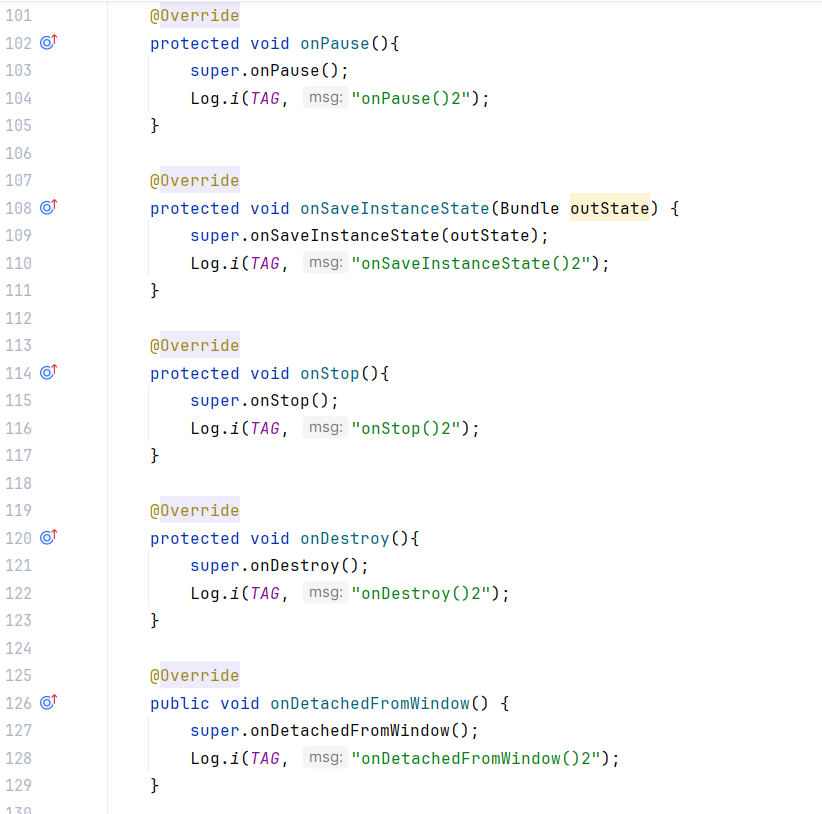 101 @Override
102 protected void onPause(){
103 super.onPause();
104 Log.i(TAG, msg: "onPause()2");
105 }
106
107 @Override
108 protected void onSaveInstanceState(Bundle outState) {
109 super.onSaveInstanceState(outState);
110 Log.i(TAG, msg: "onSaveInstanceState()2");
111 }
112
113 @Override
114 protected void onStop(){
115 super.onStop();
116 Log.i(TAG, msg: "onStop()2");
117 }
118
119 @Override
120 protected void onDestroy(){
121 super.onDestroy();
122 Log.i(TAG, msg: "onDestroy()2");
123 }
124
125 @Override
126 public void onDetachedFromWindow() {
127 super.onDetachedFromWindow();
128 Log.i(TAG, msg: "onDetachedFromWindow()2");
129 }
130